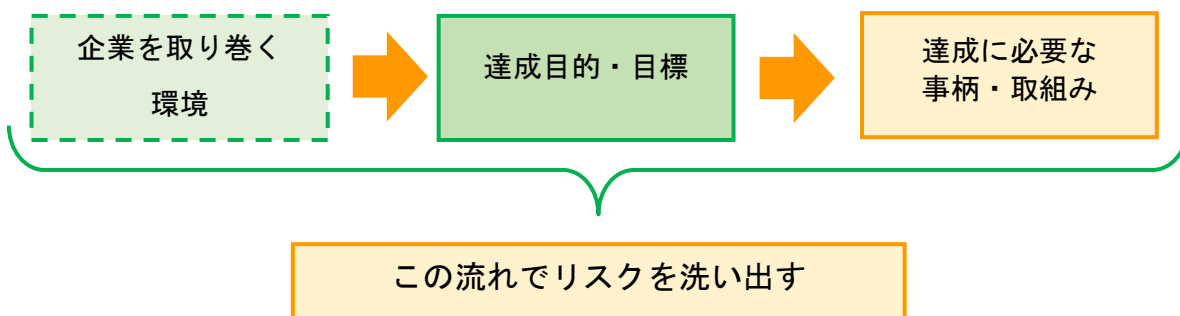 企業を取り巻く
環境
達成目的・目標
達成に必要な
事柄・取組み
この流れでリスクを洗い出す